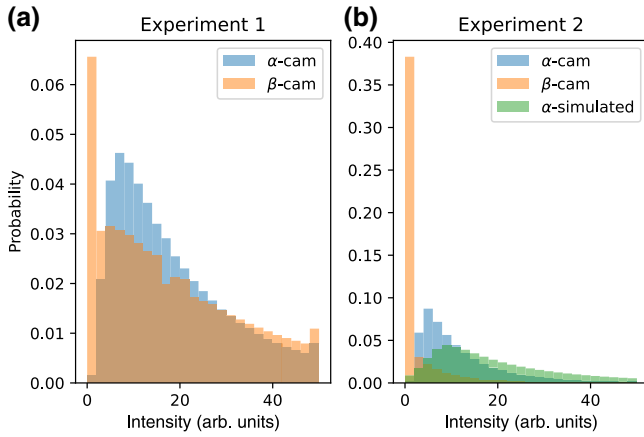 (a)
Experiment 1
α-cam
β-cam
Probability
0.06
0.05
0.04
0.03
0.02
0.01
0.00
0
20
40
Intensity (arb. units)
(b)
Experiment 2
α-cam
β-cam
α-simulated
0.40
0.35
0.30
0.25
0.20
0.15
0.10
0.05
0.00
0
20
40
Intensity (arb. units)